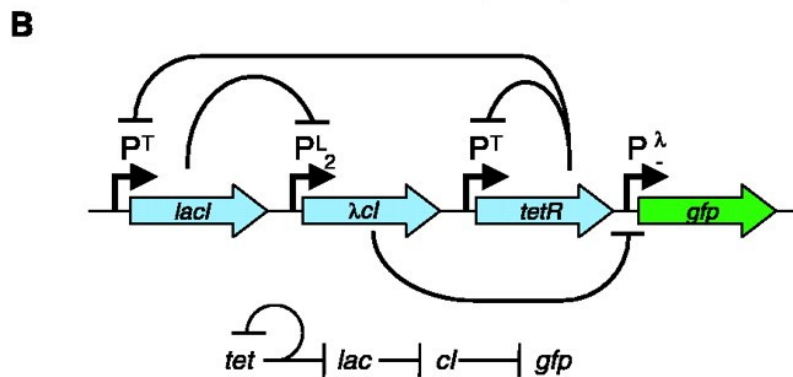 B
P^T P^L_2 P^T P^λ_-
lacI λcI tetR gfp
tet lac cI gfp